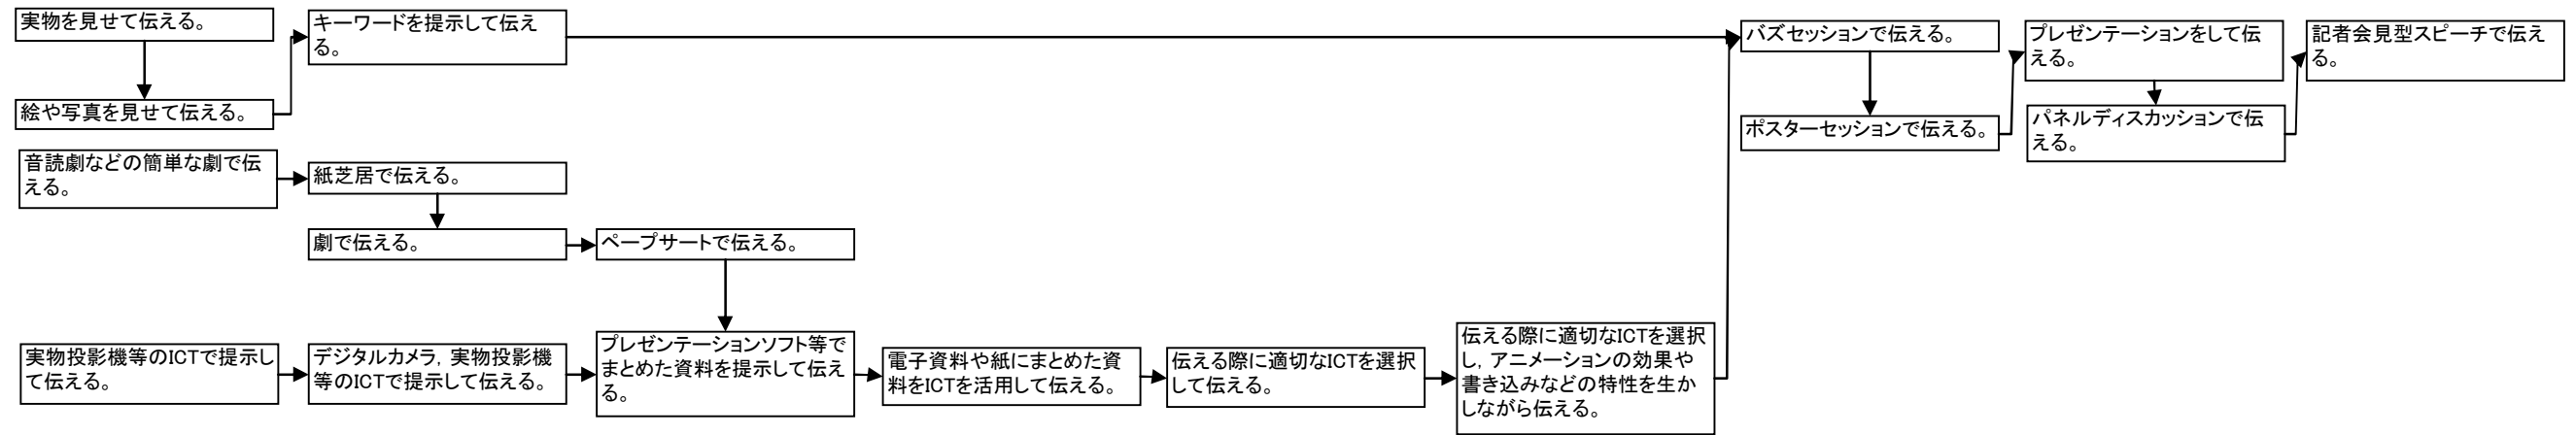 実物を見せて伝える。
絵や写真を見せて伝える。
キーワードを提示して伝え
る。
バズセッションで伝える。
ポスターセッションで伝える。
プレゼンテーションをして伝
える。
パネルディスカッションで伝
える。
記者会見型スピーチで伝え
る。
音読劇などの簡単な劇で伝
える。
紙芝居で伝える。
劇で伝える。
ペープサートで伝える。
実物投影機等のICTで提示し
て伝える。
デジタルカメラ，実物投影機
等のICTで提示して伝える。
プレゼンテーションソフト等で
まとめた資料を提示して伝え
る。
電子資料や紙にまとめた資
料をICTを活用して伝える。
伝える際に適切なICTを選択
して伝える。
伝える際に適切なICTを選択
し，アニメーションの効果や
書き込みなどの特性を生か
しながら伝える。